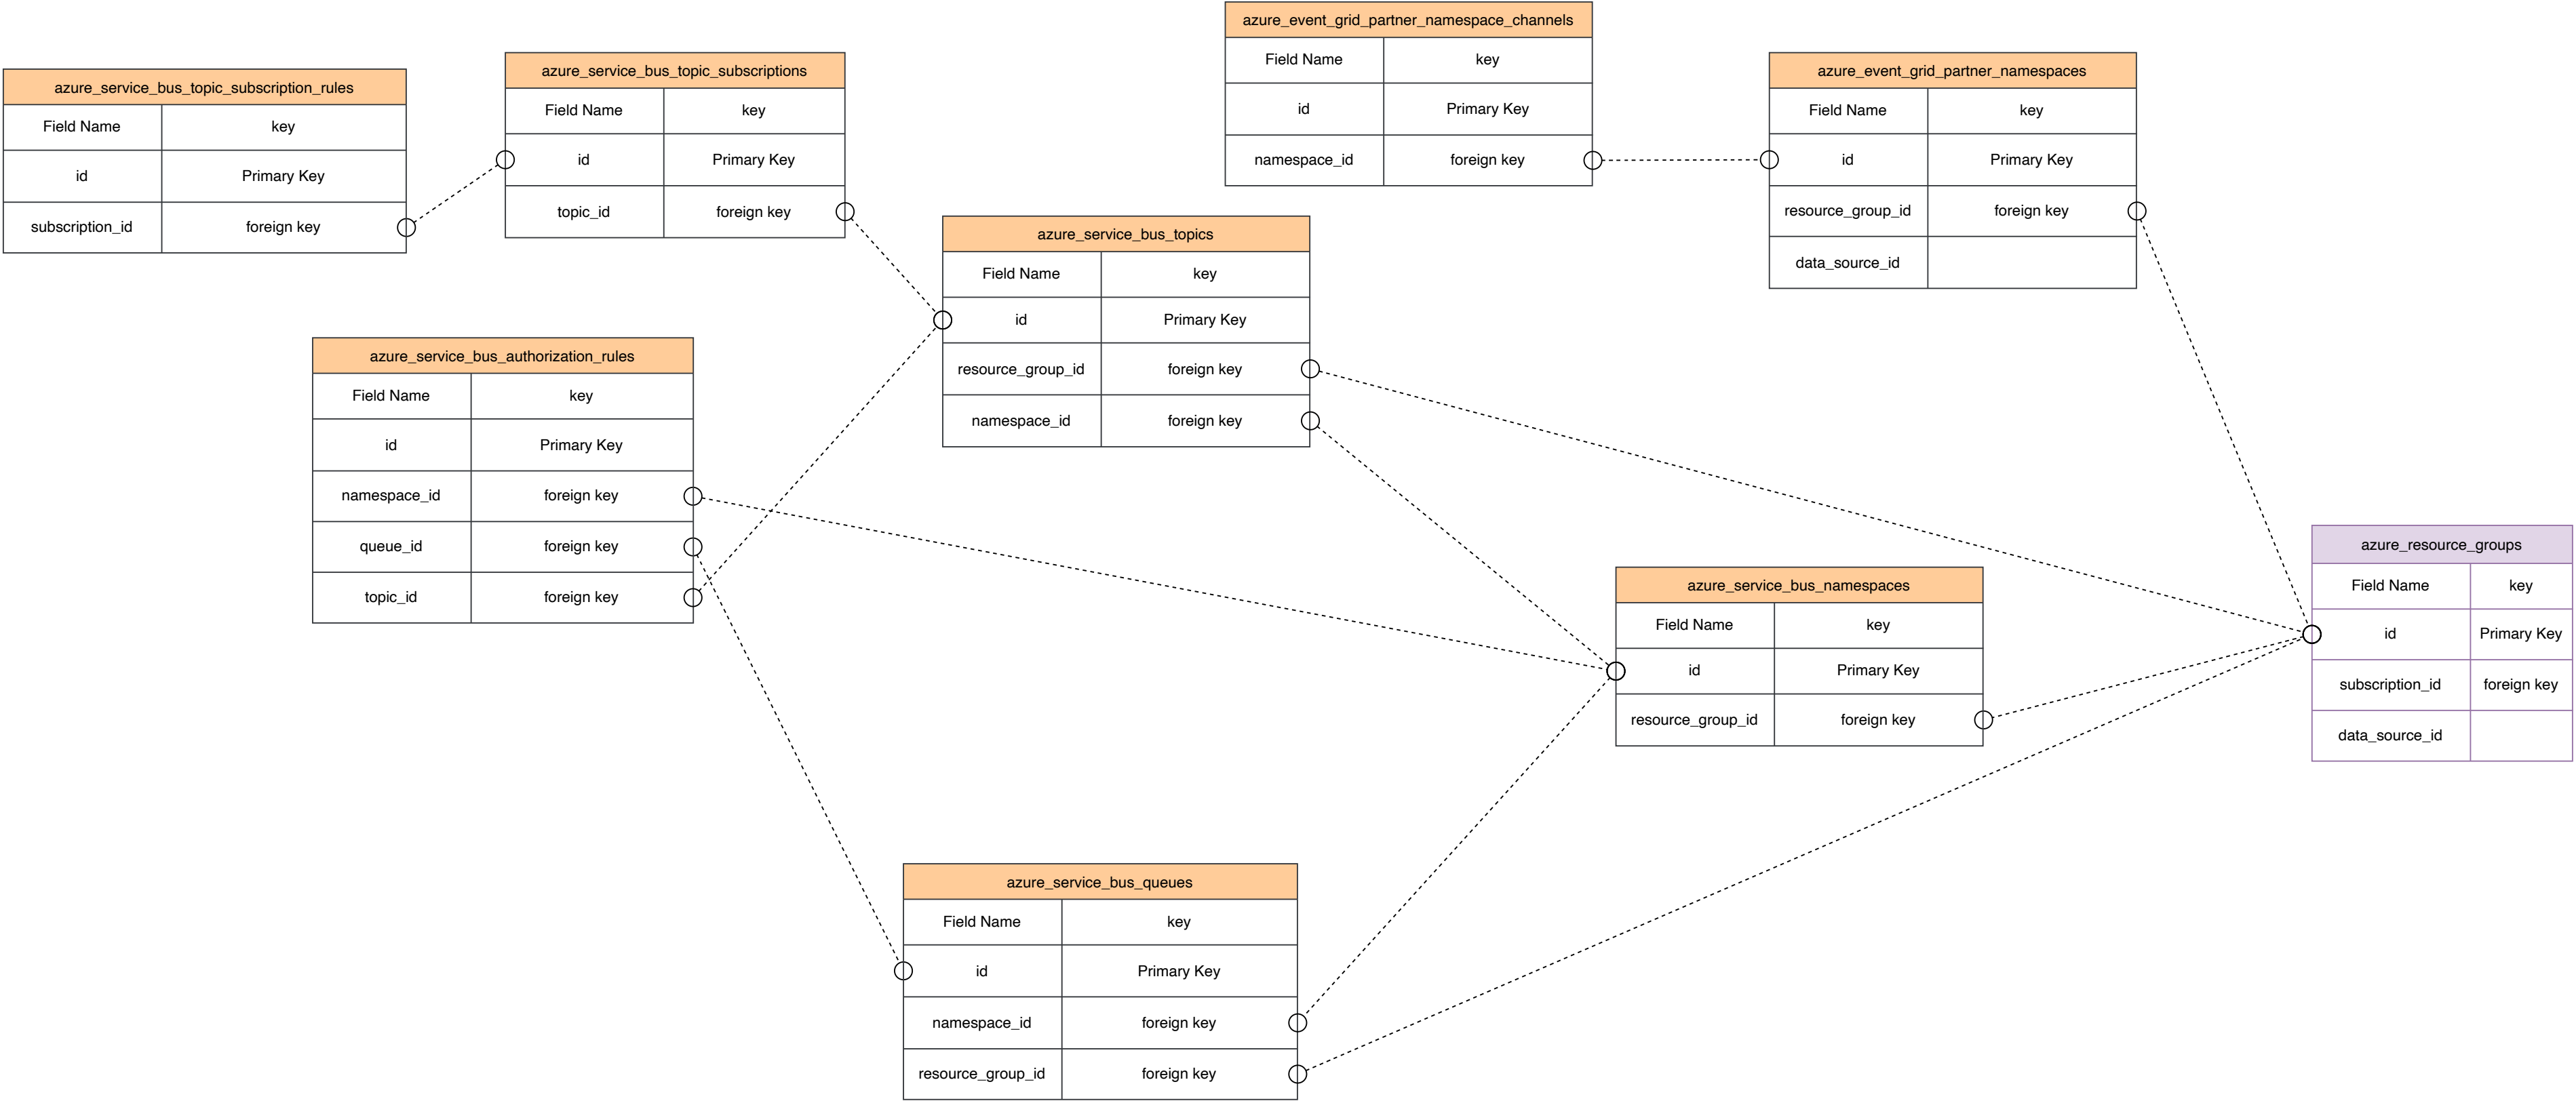 azure_service_bus_topic_subscription_rules
Field Name key
id Primary Key
subscription_id foreign key
azure_service_bus_topic_subscriptions
Field Name key
id Primary Key
topic_id foreign key
azure_event_grid_partner_namespace_channels
Field Name key
id Primary Key
namespace_id foreign key
azure_event_grid_partner_namespaces
Field Name key
id Primary Key
resource_group_id foreign key
data_source_id
azure_service_bus_topics
Field Name key
id Primary Key
resource_group_id foreign key
namespace_id foreign key
azure_service_bus_authorization_rules
Field Name key
id Primary Key
namespace_id foreign key
queue_id foreign key
topic_id foreign key
azure_service_bus_namespaces
Field Name key
id Primary Key
resource_group_id foreign key
azure_resource_groups
Field Name key
id Primary Key
subscription_id foreign key
data_source_id
azure_service_bus_queues
Field Name key
id Primary Key
namespace_id foreign key
resource_group_id foreign key